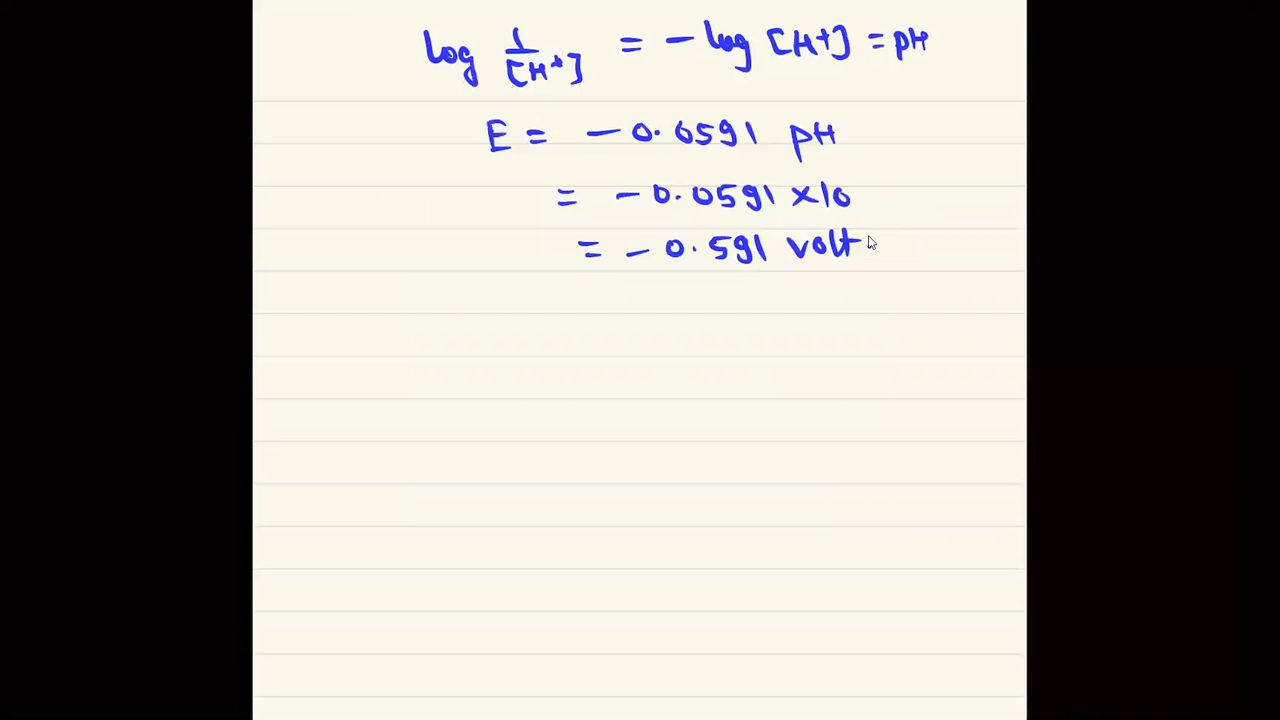 log 1/[H+] = - log [H+] = pH
E = - 0.0591 pH
= - 0.0591 × 10
= - 0.591 volt